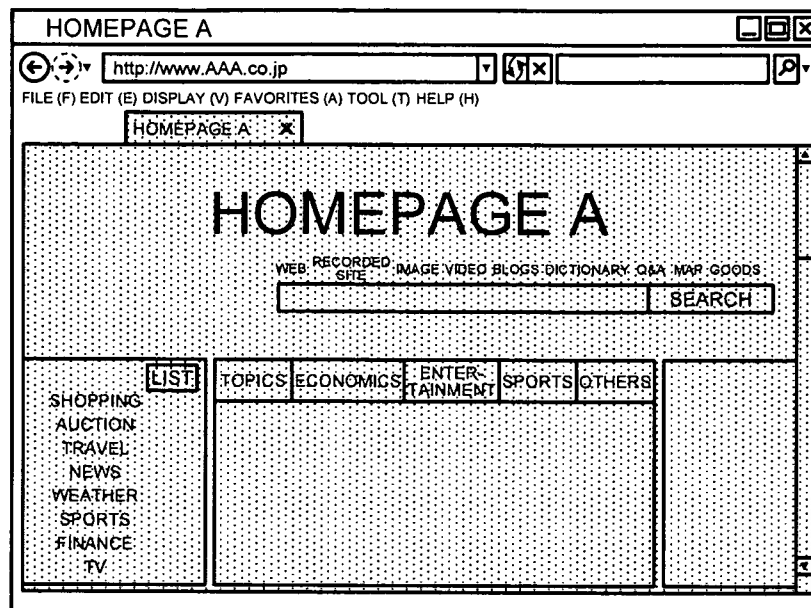 HOMEPAGE A
http://www.AAA.co.jp
FILE (F) EDIT (E) DISPLAY (V) FAVORITES (A) TOOL (T) HELP (H)
HOMEPAGE A X
HOMEPAGE A
WEB RECORDED SITE IMAGE VIDEO BLOGS DICTIONARY Q&A MAP GOODS
SEARCH
LIST
SHOPPING
AUCTION
TRAVEL
NEWS
WEATHER
SPORTS
FINANCE
TV
TOPICS ECONOMICS ENTER-
TAINMENT SPORTS OTHERS